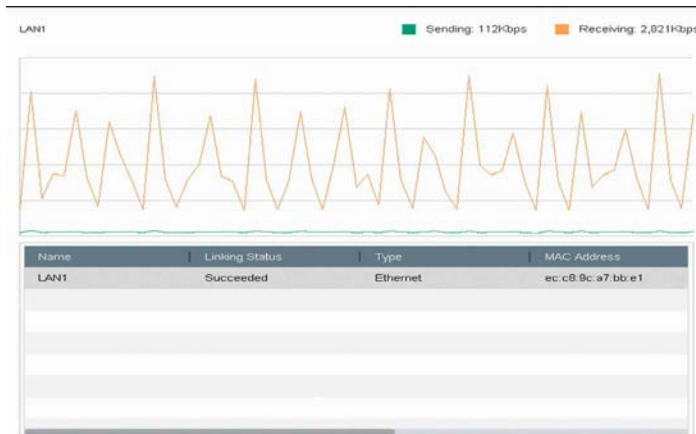 LAN1 Sending: 112Kbps Receiving: 2,821Kbps
Name Linking Status Type MAC Address
LAN1 Succeeded Ethernet ec:c8:9c:a7:bb:e1